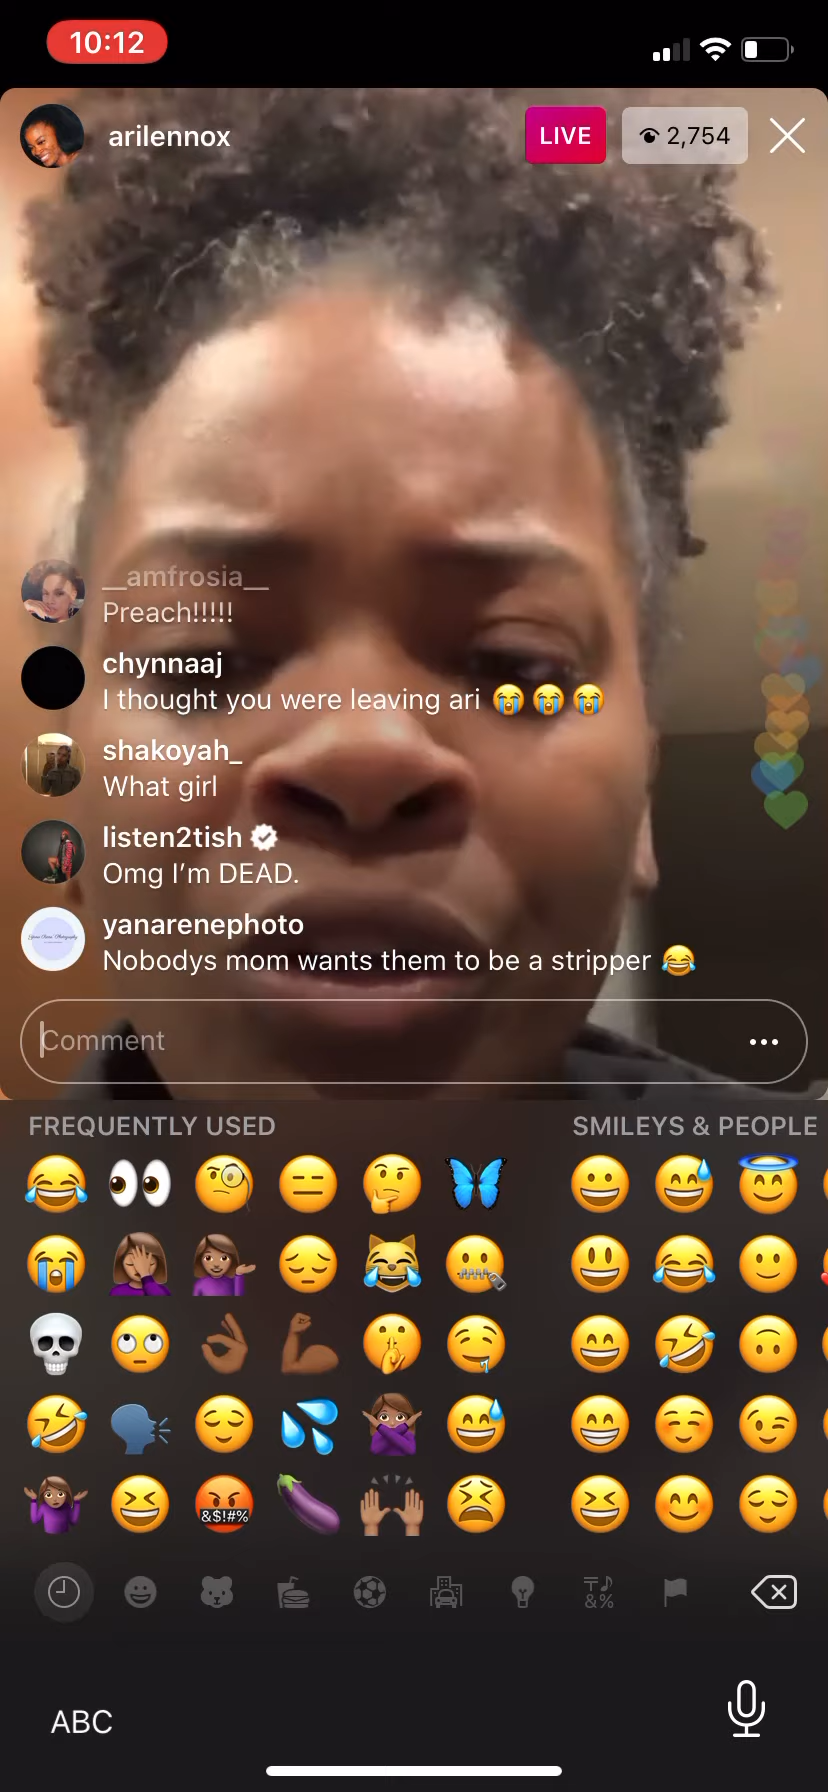 10:12
arilennox LIVE 2,754
__amfrosia__
Preach!!!!!
chynnaaj
I thought you were leaving ari 😭😭😭
shakoyah_
What girl
listen2tish
Omg I’m DEAD.
yanarenephoto
Nobodys mom wants them to be a stripper 😂
Comment
FREQUENTLY USED SMILEYS & PEOPLE
&$!#%
ABC